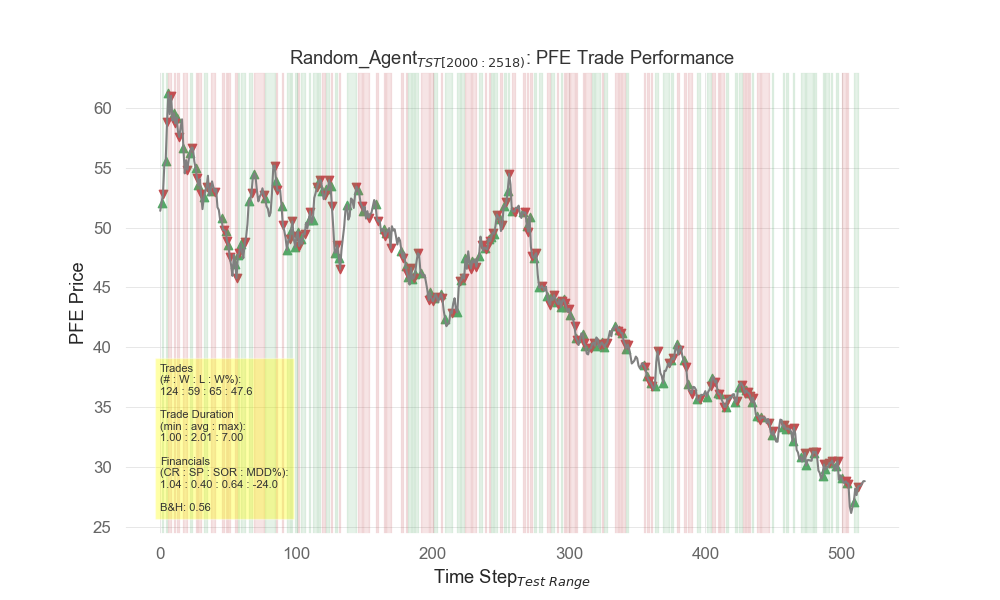 Random_Agent_TST[2000:2518): PFE Trade Performance
PFE Price
60
55
50
45
40
35
30
25
Trades
(# : W : L : W%):
124 : 59 : 65 : 47.6
Trade Duration
(min : avg : max):
1.00 : 2.01 : 7.00
Financials
(CR : SP : SOR : MDD%):
1.04 : 0.40 : 0.64 : -24.0
B&H: 0.56
0 100 200 300 400 500
Time Step_Test Range